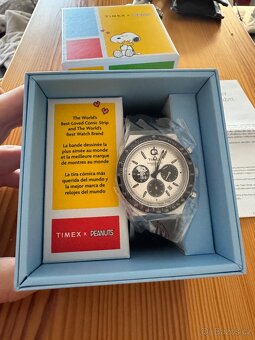 TIMEX ×
The World's
Best-Loved Comic Strip
and The World's
Best Watch Brand
La bande dessinée la
plus aimée au monde
et la meilleure marque
de montres au monde
La tira cómica más
querida del mundo y
la mejor marca de
relojes del mundo
TIMEX × PEANUTS
TIMEX